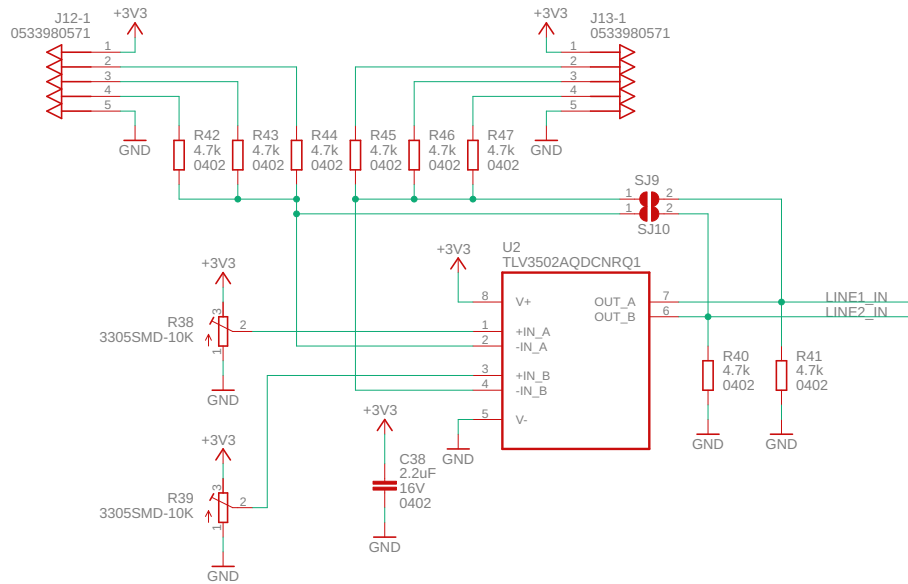 J12-1
0533980571
+3V3
1
2
3
4
5
GND
+3V3
J13-1
0533980571
1
2
3
4
5
GND
R42
4.7k
0402
R43
4.7k
0402
R44
4.7k
0402
R45
4.7k
0402
R46
4.7k
0402
R47
4.7k
0402
SJ9
1 2
1 2
SJ10
+3V3
R38
3305SMD-10K
3
2
1
GND
+3V3
U2
TLV3502AQDCNRQ1
8 V+
1 +IN_A
2 -IN_A
3 +IN_B
4 -IN_B
5 V-
OUT_A 7
OUT_B 6
GND
LINE1_IN
LINE2_IN
R40
4.7k
0402
GND
R41
4.7k
0402
GND
+3V3
C38
2.2uF
16V
0402
GND
+3V3
R39
3305SMD-10K
3
2
1
GND